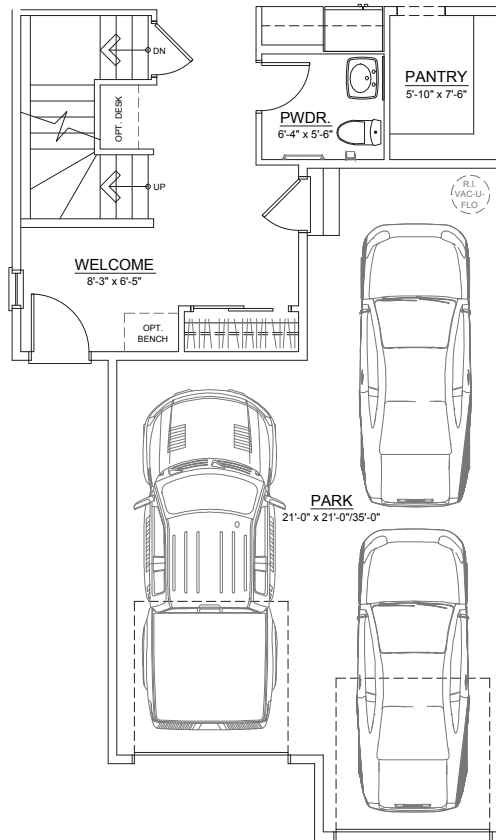 DN
OPT. DESK
UP
PANTRY
5'-10" x 7'-6"
PWDR.
6'-4" x 5'-6"
R.I.
VAC-U-
FLO
WELCOME
8'-3" x 6'-5"
OPT.
BENCH
PARK
21'-0" x 21'-0"/35'-0"